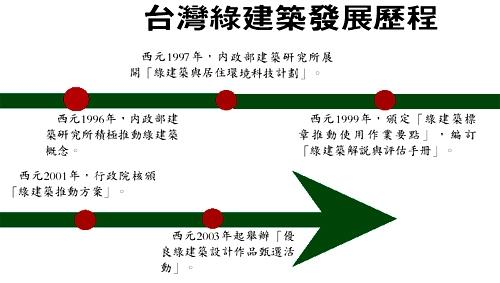 台灣綠建築發展歷程
西元1997年，內政部建築研究所展
開「綠建築與居住環境科技計劃」。
西元1996年，內政部建
築研究所積極推動綠建築
概念。
西元1999年，頒定「綠建築標
章推動使用作業要點」，編訂
「綠建築解說與評估手冊」。
西元2001年，行政院核頒
「綠建築推動方案」。
西元2003年起舉辦「優
良綠建築設計作品甄選活
動」。